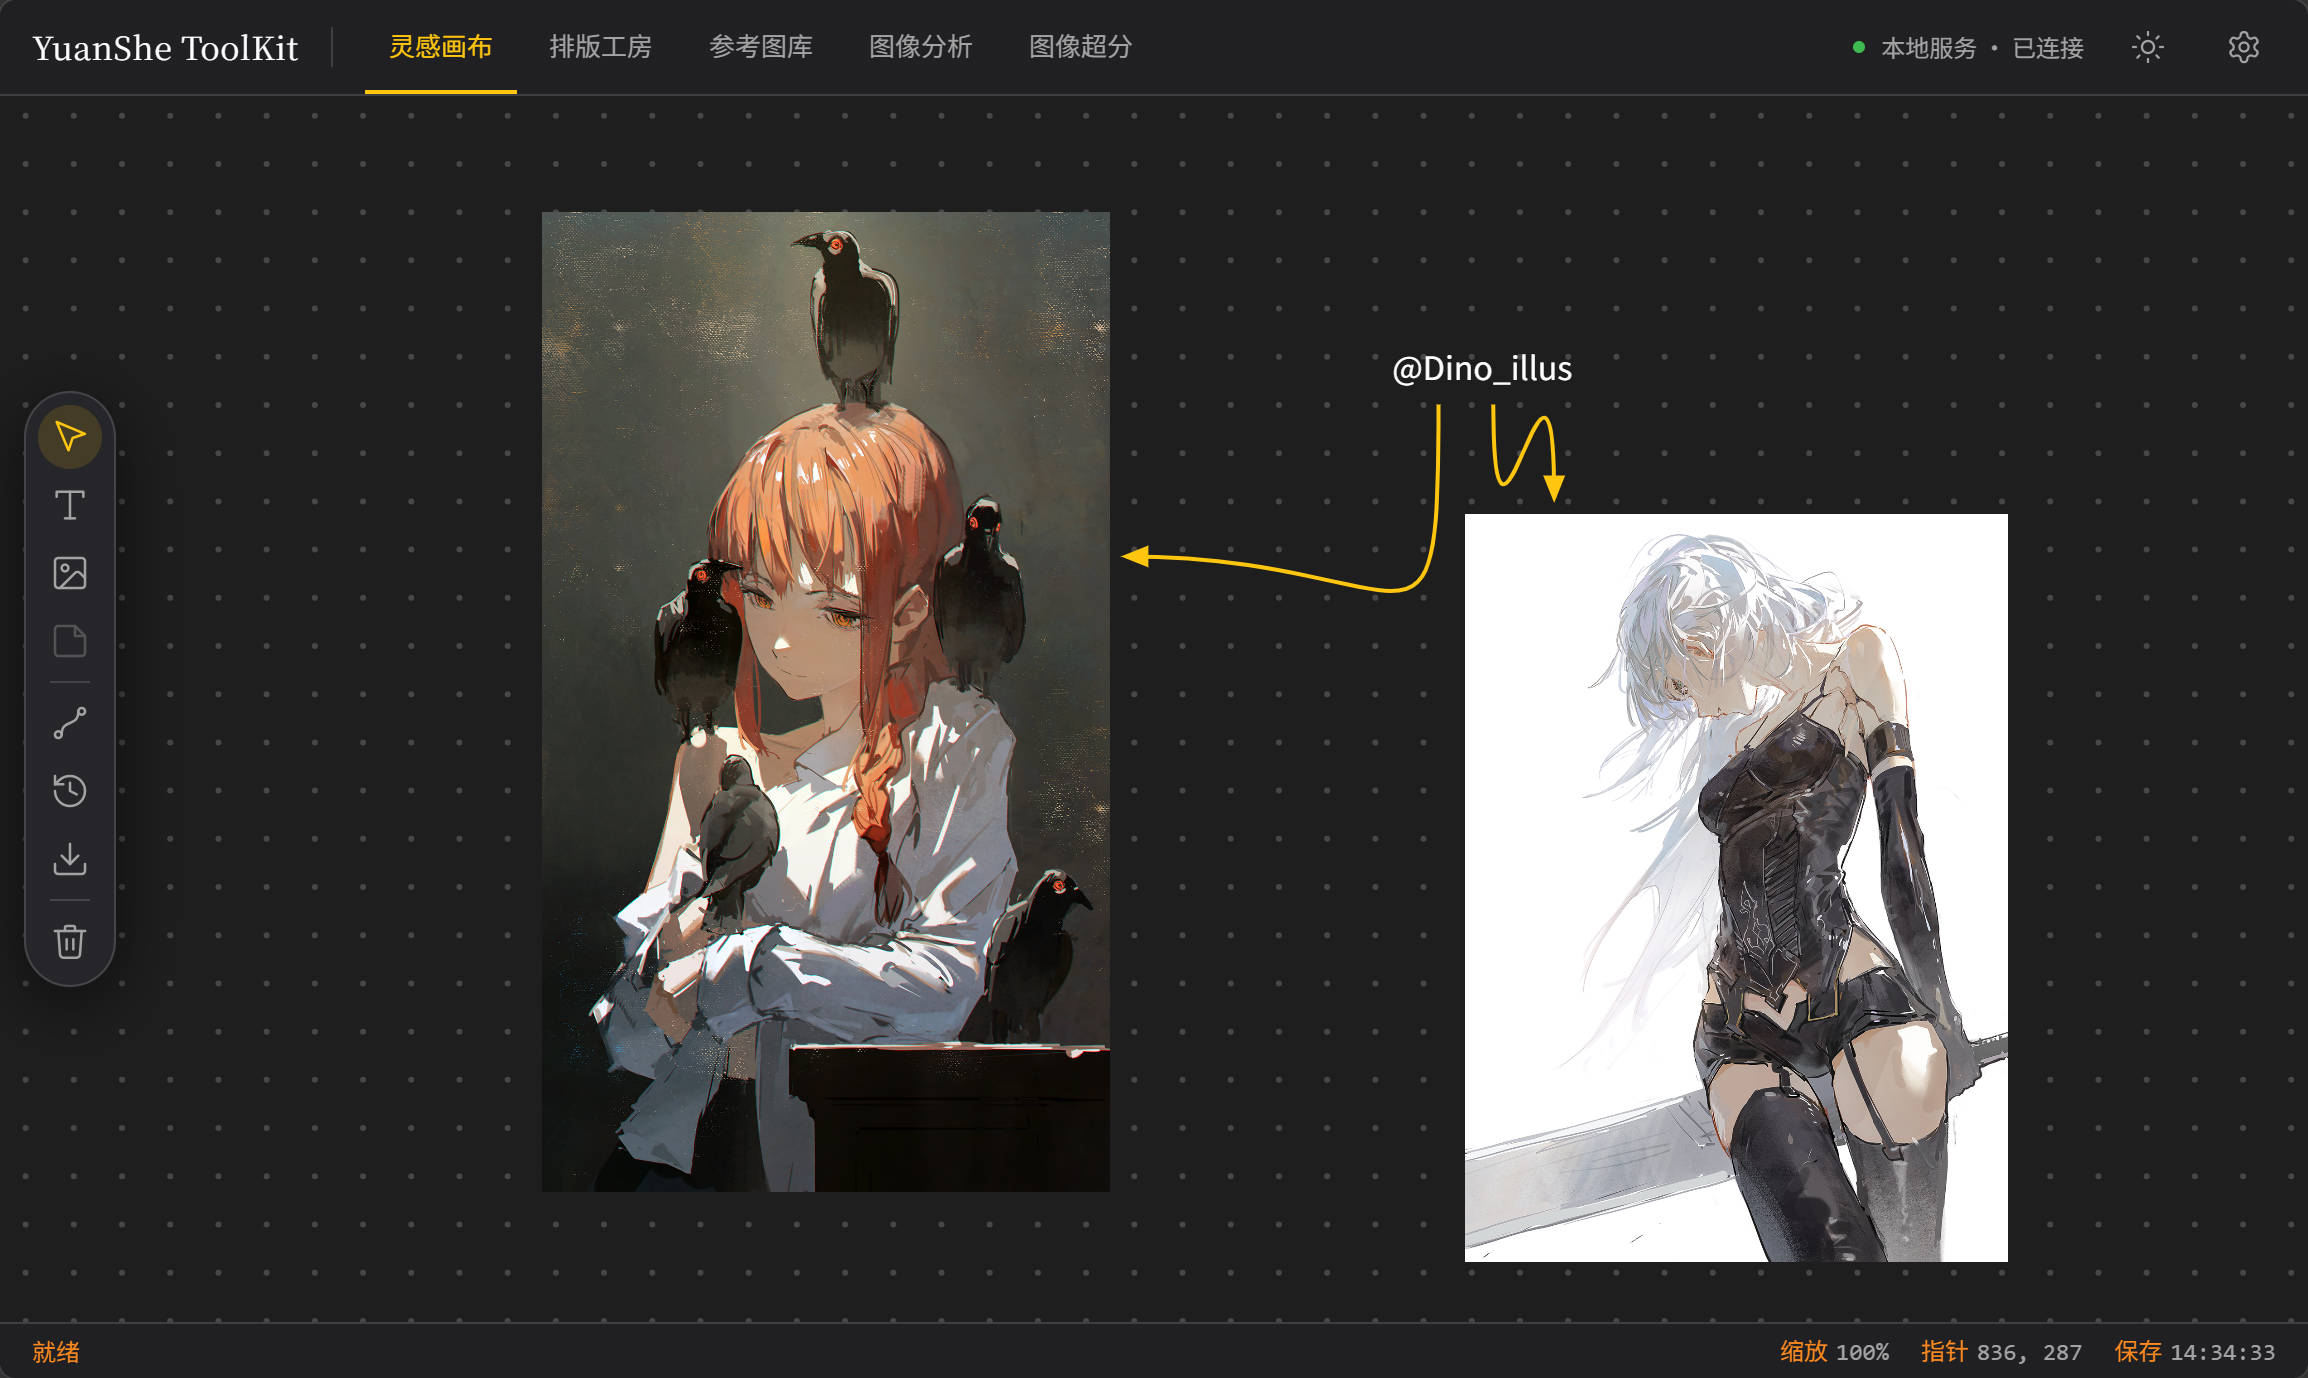 YuanShe ToolKit
灵感画布 排版工房 参考图库 图像分析 图像超分
本地服务 • 已连接
@Dino_illus
就绪
缩放 100% 指针 836, 287 保存 14:34:33